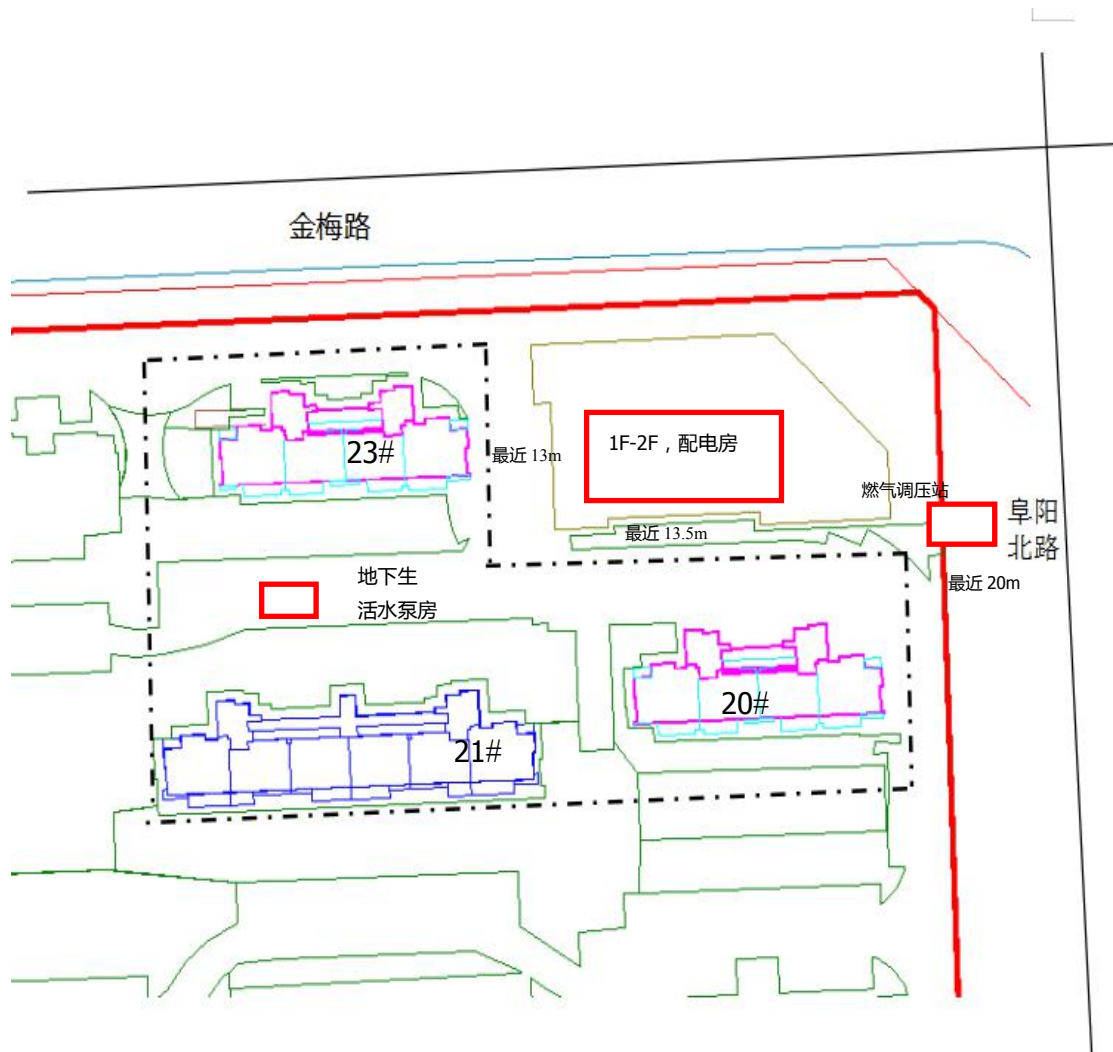 金梅路
23#
最近 13m
1F-2F，配电房
燃气调压站
阜阳
北路
最近 13.5m
最近 20m
地下生
活水泵房
20#
21#